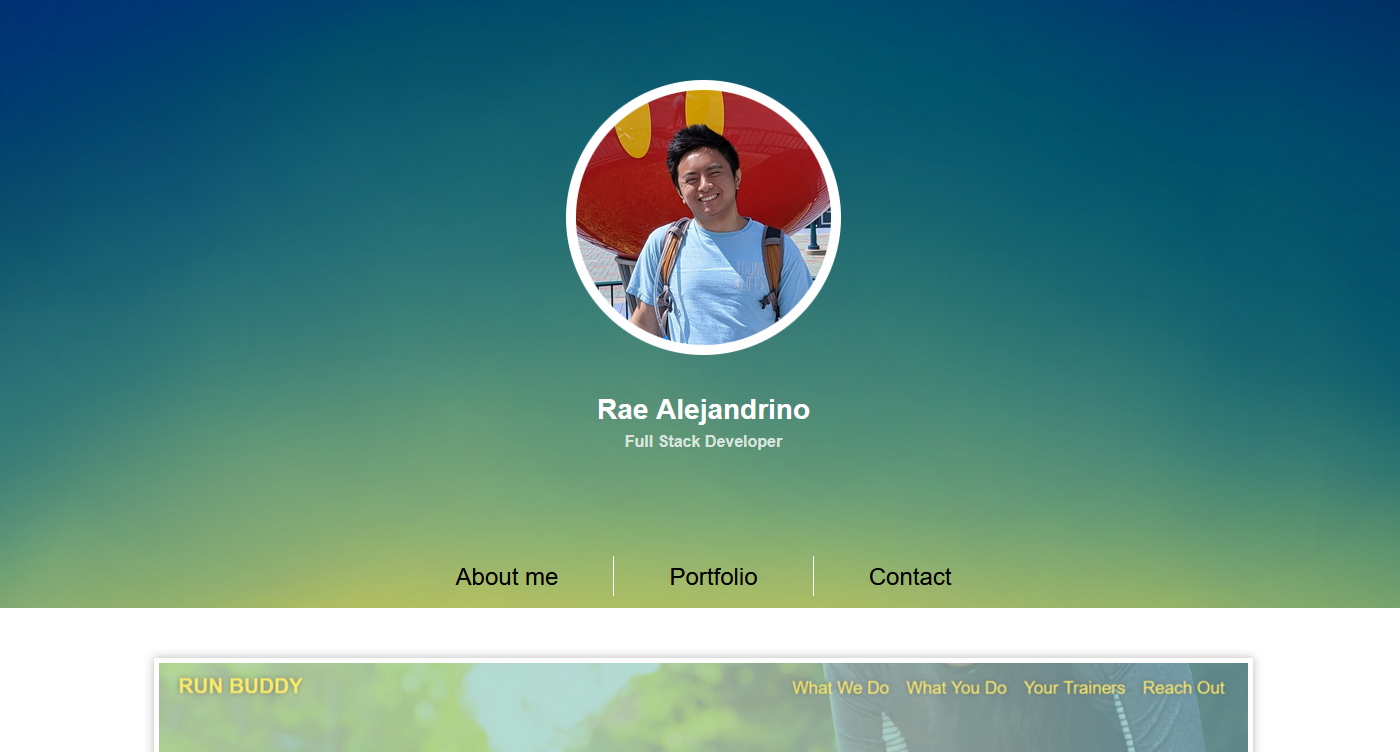 Rae Alejandrino
Full Stack Developer
About me Portfolio Contact
RUN BUDDY What We Do What You Do Your Trainers Reach Out